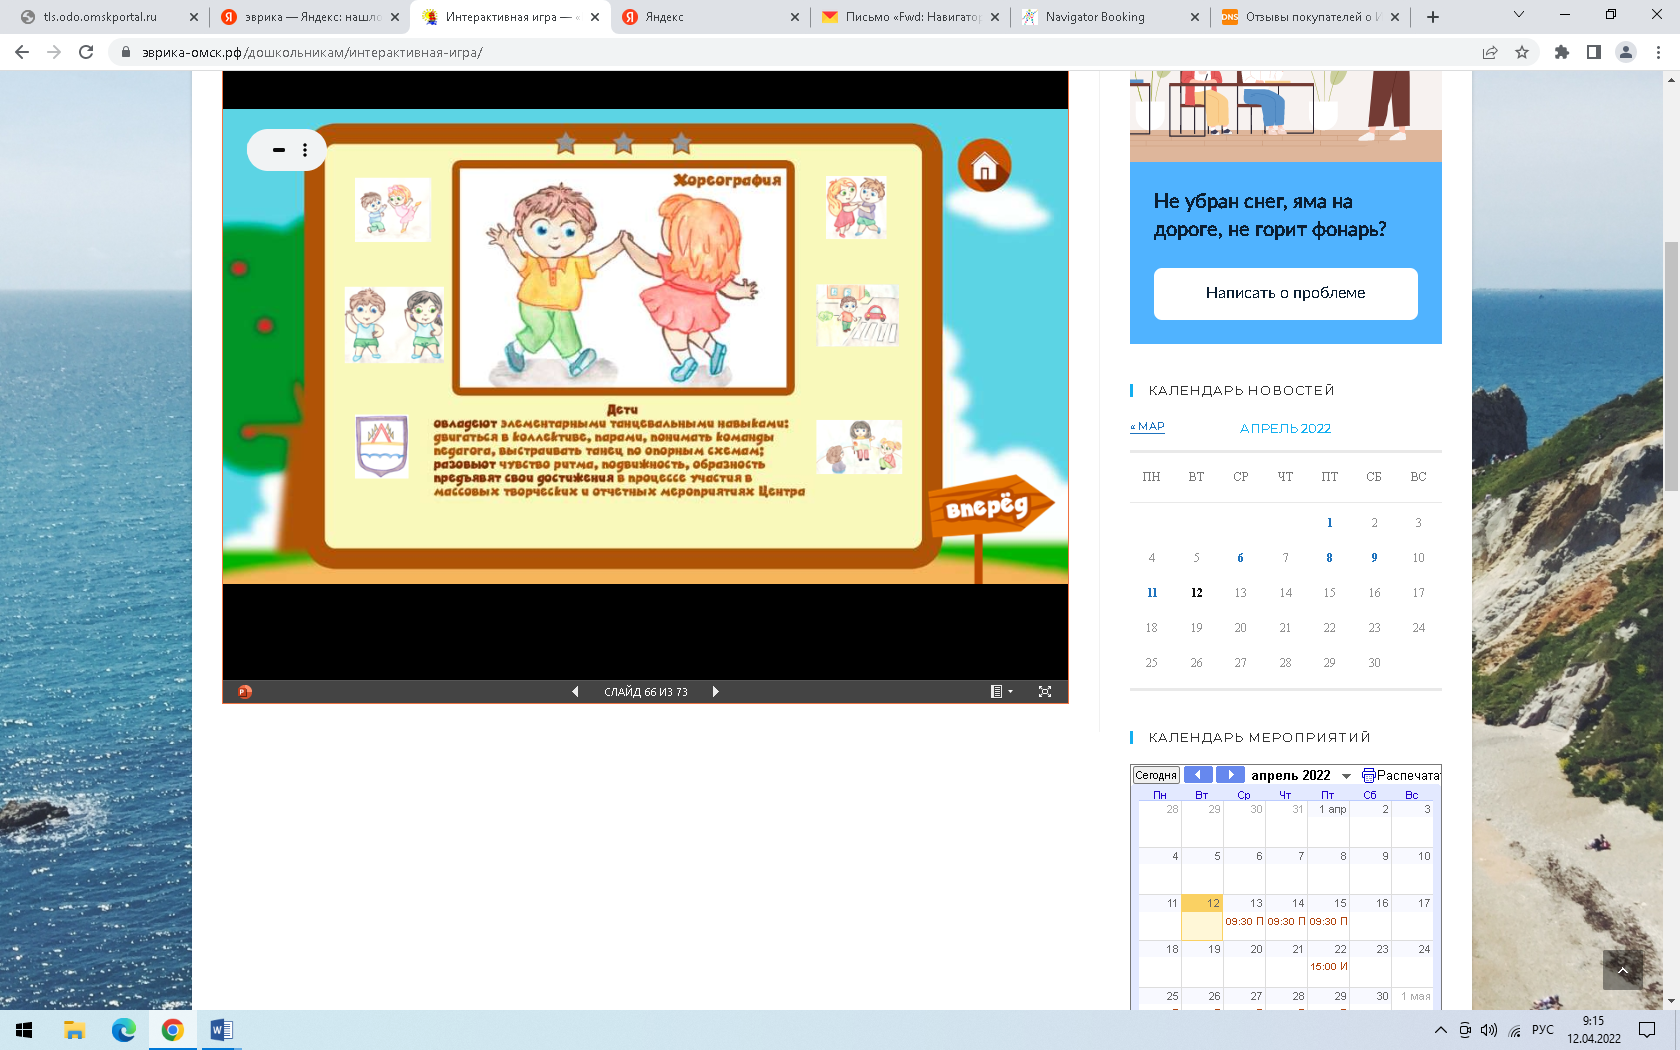 tls.odo.omskportal.ru
эврика — Яндекс: нашло
Интерактивная игра — «
Яндекс
Письмо «Fwd: Навигатор
Navigator Booking
DNS
Отзывы покупателей о И
эврика-омск.рф/дошкольникам/интерактивная-игра/
Хореография
Дети
овладеют элементарными танцевальными навыками:
двигаться в коллективе, парами, понимать команды
педагога, выстраивать танец по опорным схемам;
разовьют чувство ритма, подвижность, образность
предъявят свои достижения в процессе участия в
массовых творческих и отчетных мероприятиях Центра
вперёд
СЛАЙД 66 ИЗ 73
Не убран снег, яма на
дороге, не горит фонарь?
Написать о проблеме
КАЛЕНДАРЬ НОВОСТЕЙ
« МАР
АПРЕЛЬ 2022
ПН ВТ СР ЧТ ПТ СБ ВС
1 2 3
4 5 6 7 8 9 10
11 12 13 14 15 16 17
18 19 20 21 22 23 24
25 26 27 28 29 30
КАЛЕНДАРЬ МЕРОПРИЯТИЙ
Сегодня
апрель 2022
Распечатат
Пн Вт Ср Чт Пт Сб Вс
28 29 30 31 1 апр 2 3
4 5 6 7 8 9 10
11 12 13 14 15 16 17
09:30 П 09:30 П 09:30 П
18 19 20 21 22 23 24
15:00 И
25 26 27 28 29 30 1 мая
РУС
9:15
12.04.2022